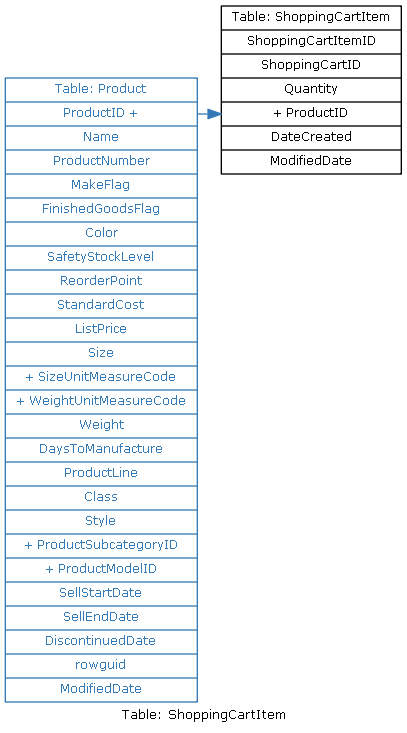 Table: ShoppingCartItem
ShoppingCartItemID
ShoppingCartID
Quantity
+ ProductID
DateCreated
ModifiedDate
Table: Product
ProductID +
Name
ProductNumber
MakeFlag
FinishedGoodsFlag
Color
SafetyStockLevel
ReorderPoint
StandardCost
ListPrice
Size
+ SizeUnitMeasureCode
+ WeightUnitMeasureCode
Weight
DaysToManufacture
ProductLine
Class
Style
+ ProductSubcategoryID
+ ProductModelID
SellStartDate
SellEndDate
DiscontinuedDate
rowguid
ModifiedDate
Table: ShoppingCartItem